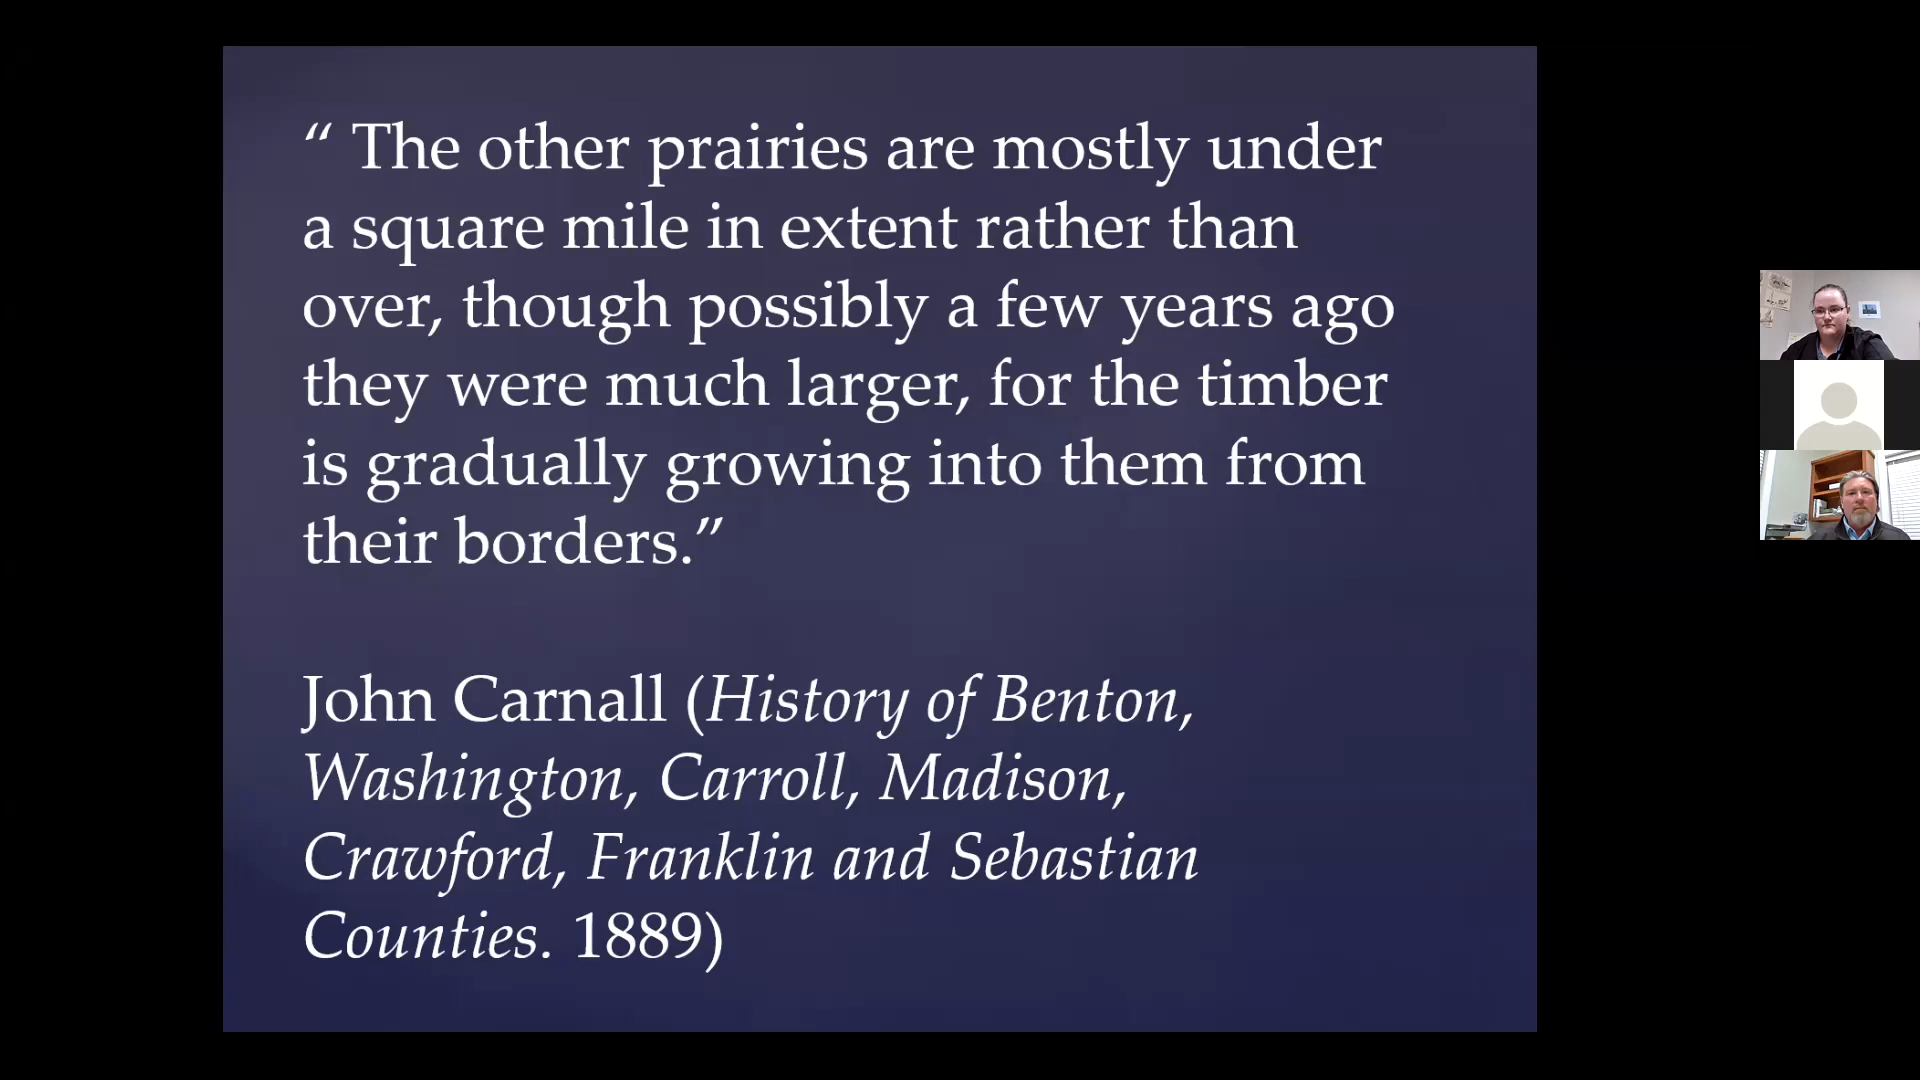 “ The other prairies are mostly under
a square mile in extent rather than
over, though possibly a few years ago
they were much larger, for the timber
is gradually growing into them from
their borders.”
John Carnall (History of Benton,
Washington, Carroll, Madison,
Crawford, Franklin and Sebastian
Counties. 1889)